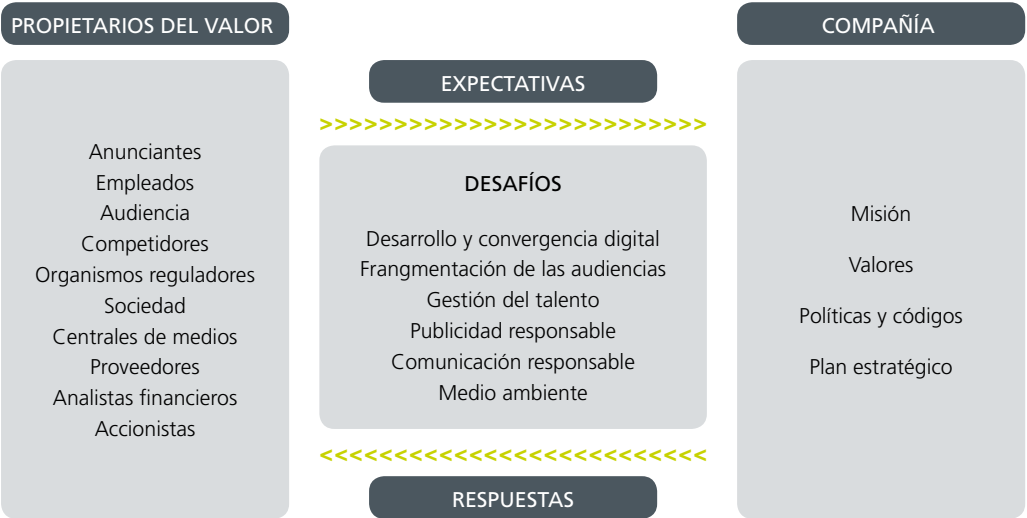 PROPIETARIOS DEL VALOR
Anunciantes
Empleados
Audiencia
Competidores
Organismos reguladores
Sociedad
Centrales de medios
Proveedores
Analistas financieros
Accionistas
EXPECTATIVAS
>>>>>>>>>>>>>>>>>>>>>>>>>>
DESAFÍOS
Desarrollo y convergencia digital
Frangmentación de las audiencias
Gestión del talento
Publicidad responsable
Comunicación responsable
Medio ambiente
<<<<<<<<<<<<<<<<<<<<<<<<<<
RESPUESTAS
COMPAÑÍA
Misión
Valores
Políticas y códigos
Plan estratégico